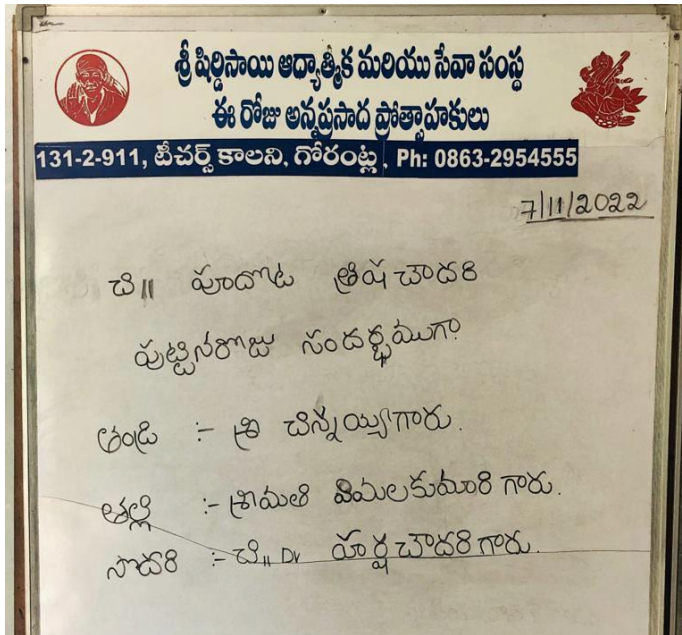 శ్రీ షిర్డిసాయి ఆధ్యాత్మిక మరియు సేవా సంస్థ
ఈ రోజు అన్నప్రసాద ప్రోత్సాహకులు
131-2-911, టీచర్స్ కాలని, గోరంట్ల, Ph: 0863-2954555
7/11/2022
చి|| పూదోట త్రిష చౌదరి
పుట్టినరోజు సందర్భముగా
తండ్రి :- శ్రీ చిన్నయ్యగారు.
తల్లి :- శ్రీమతి విమలకుమారి గారు.
సోదరి :- చి|| Dr హర్ష చౌదరి గారు.